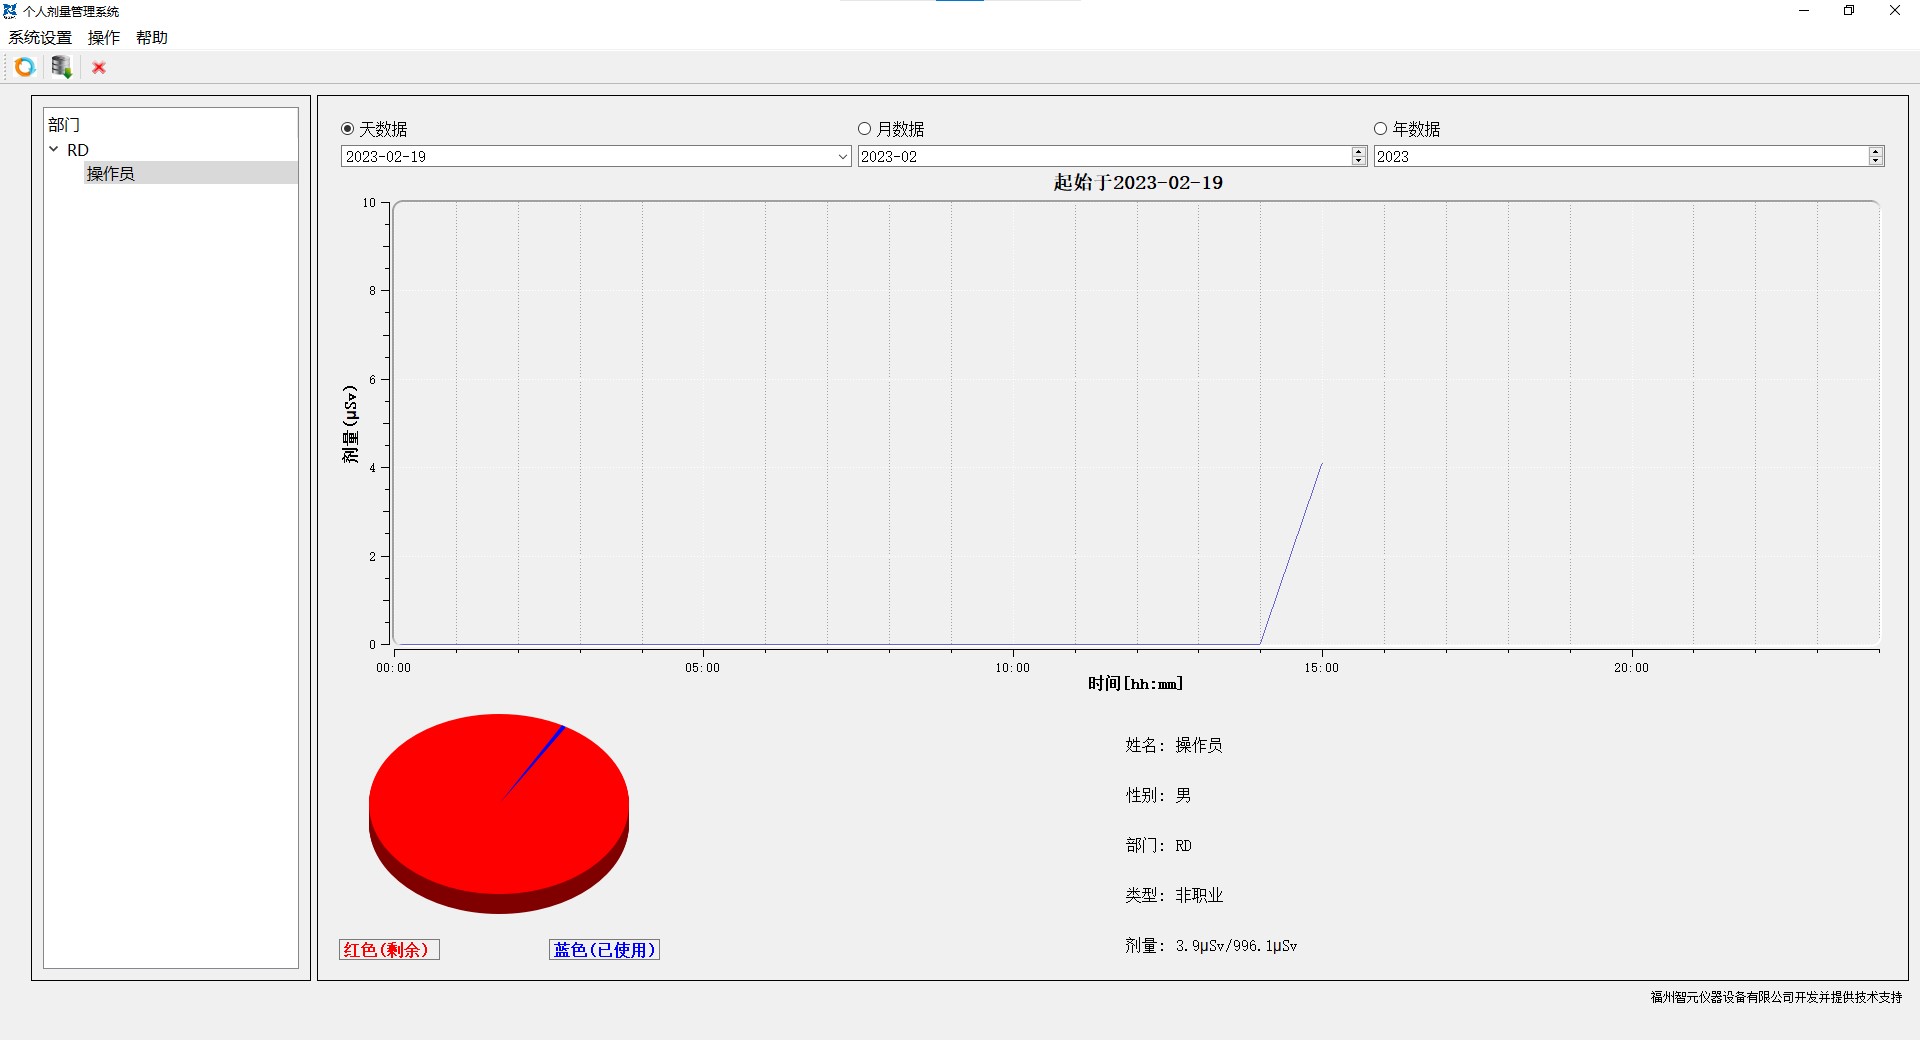 个人剂量管理系统
系统设置 操作 帮助
部门
RD
操作员
天数据 月数据 年数据
2023-02-19 2023-02 2023
起始于2023-02-19
10
8
6
4
2
0
剂量(μSv)
00:00 05:00 10:00 15:00 20:00
时间[hh:mm]
姓名: 操作员
性别: 男
部门: RD
类型: 非职业
剂量: 3.9μSv/996.1μSv
红色(剩余) 蓝色(已使用)
福州智元仪器设备有限公司开发并提供技术支持